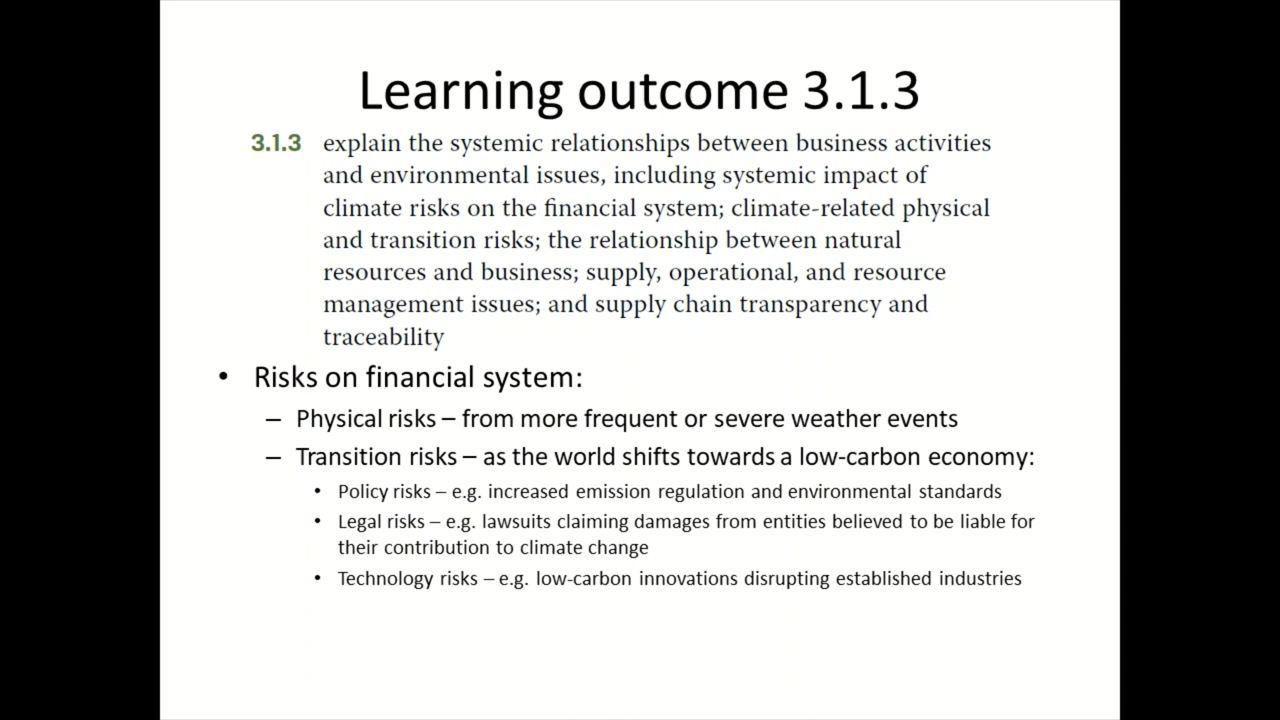 Learning outcome 3.1.3
3.1.3 explain the systemic relationships between business activities
and environmental issues, including systemic impact of
climate risks on the financial system; climate-related physical
and transition risks; the relationship between natural
resources and business; supply, operational, and resource
management issues; and supply chain transparency and
traceability
• Risks on financial system:
– Physical risks – from more frequent or severe weather events
– Transition risks – as the world shifts towards a low-carbon economy:
• Policy risks – e.g. increased emission regulation and environmental standards
• Legal risks – e.g. lawsuits claiming damages from entities believed to be liable for
their contribution to climate change
• Technology risks – e.g. low-carbon innovations disrupting established industries